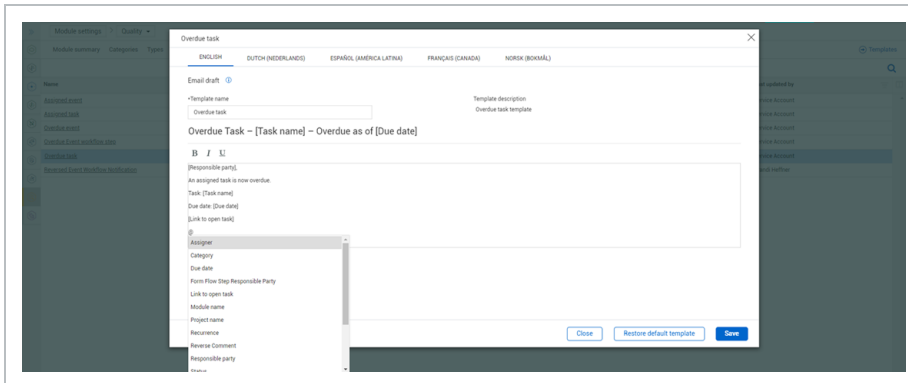 Module settings Quality
Overdue task
Module summary Categories Types
Templates
ENGLISH DUTCH (NEDERLANDS) ESPAÑOL (AMÉRICA LATINA) FRANÇAIS (CANADA) NORSK (BOKMÅL)
Email draft
*Template name
Template description
Overdue task
Overdue task template
Name
Overdue Task – [Task name] – Overdue as of [Due date]
B I U
[Responsible party],
An assigned task is now overdue.
Task: [Task name]
Due date: [Due date]
[Link to open task]
@
Assigned event
Assigned task
Overdue event
Overdue Event workflow step
Overdue task
Reversed Event Workflow Notification
Assigner
Category
Due date
Form Flow Step Responsible Party
Link to open task
Module name
Project name
Recurrence
Reverse Comment
Responsible party
Status
Close Restore default template Save